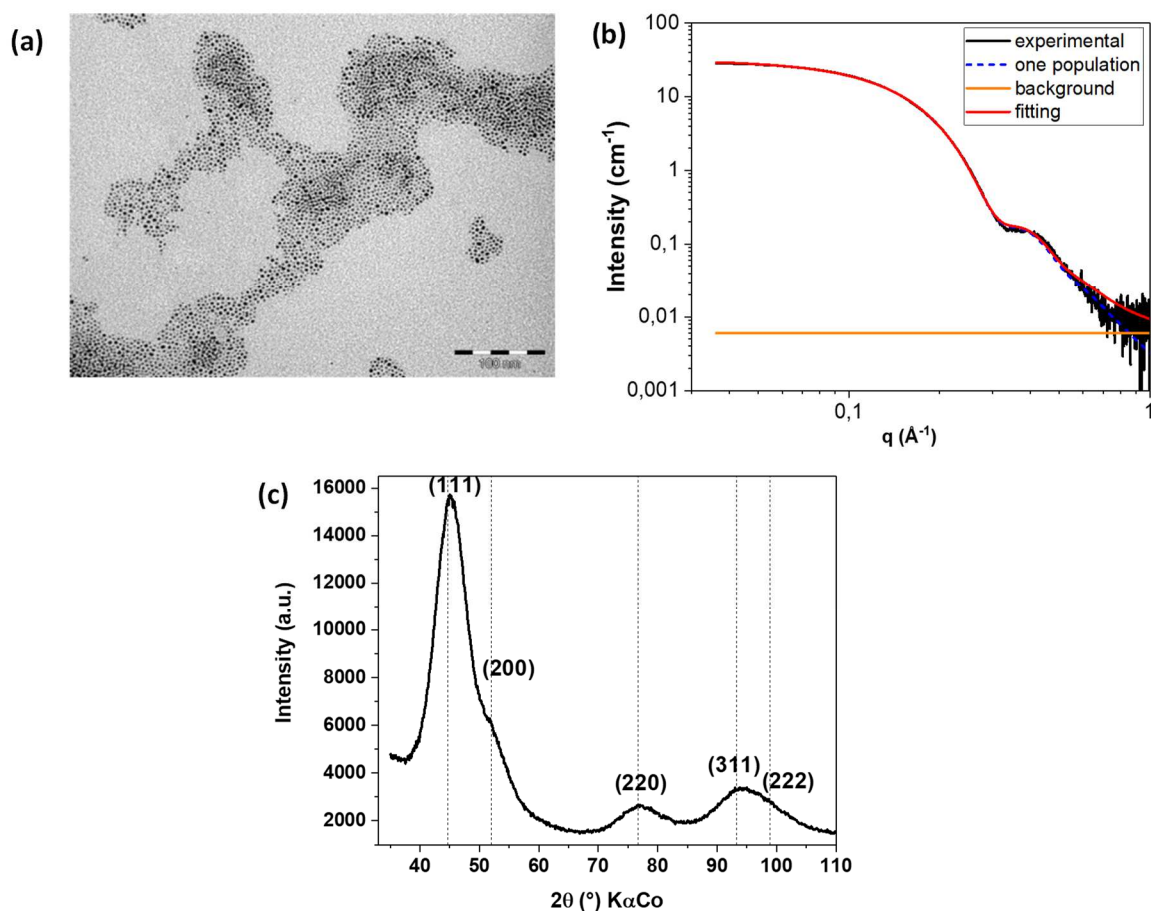 (a)
100 nm
(b)
experimental
one population
background
fitting
100
10
1
0,1
0,01
0,001
Intensity (cm⁻¹)
0,1
1
q (Å⁻¹)
(c)
16000
14000
12000
10000
8000
6000
4000
2000
Intensity (a.u.)
(111)
(200)
(220)
(311)
(222)
40
50
60
70
80
90
100
110
2θ (°) KαCo